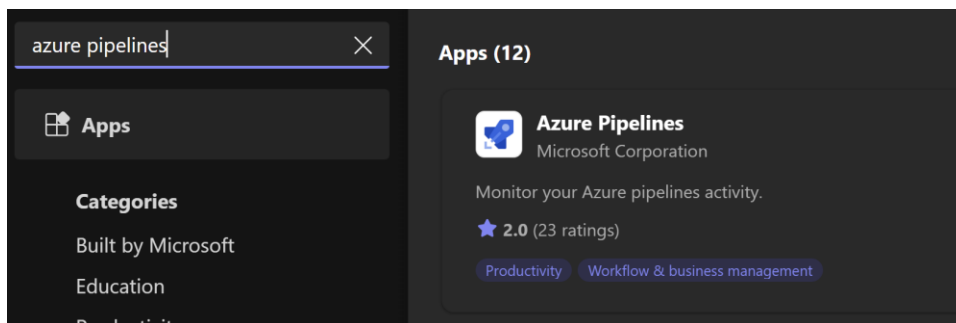 azure pipelines
Apps
Categories
Built by Microsoft
Education
Apps (12)
Azure Pipelines
Microsoft Corporation
Monitor your Azure pipelines activity.
2.0 (23 ratings)
Productivity Workflow & business management